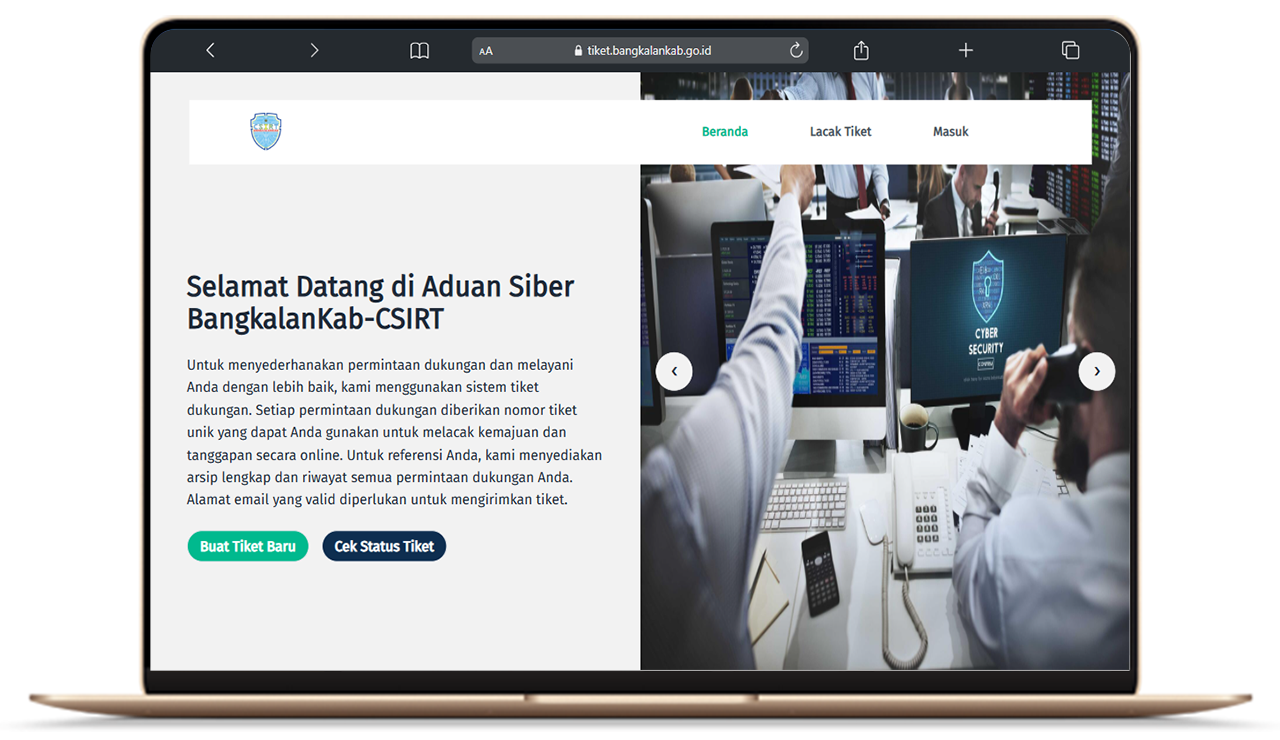 AA
tiket.bangkalankab.go.id
Beranda
Lacak Tiket
Masuk
Selamat Datang di Aduan Siber
BangkalanKab-CSIRT
Untuk menyederhanakan permintaan dukungan dan melayani
Anda dengan lebih baik, kami menggunakan sistem tiket
dukungan. Setiap permintaan dukungan diberikan nomor tiket
unik yang dapat Anda gunakan untuk melacak kemajuan dan
tanggapan secara online. Untuk referensi Anda, kami menyediakan
arsip lengkap dan riwayat semua permintaan dukungan Anda.
Alamat email yang valid diperlukan untuk mengirimkan tiket.
Buat Tiket Baru
Cek Status Tiket
CYBER
SECURITY